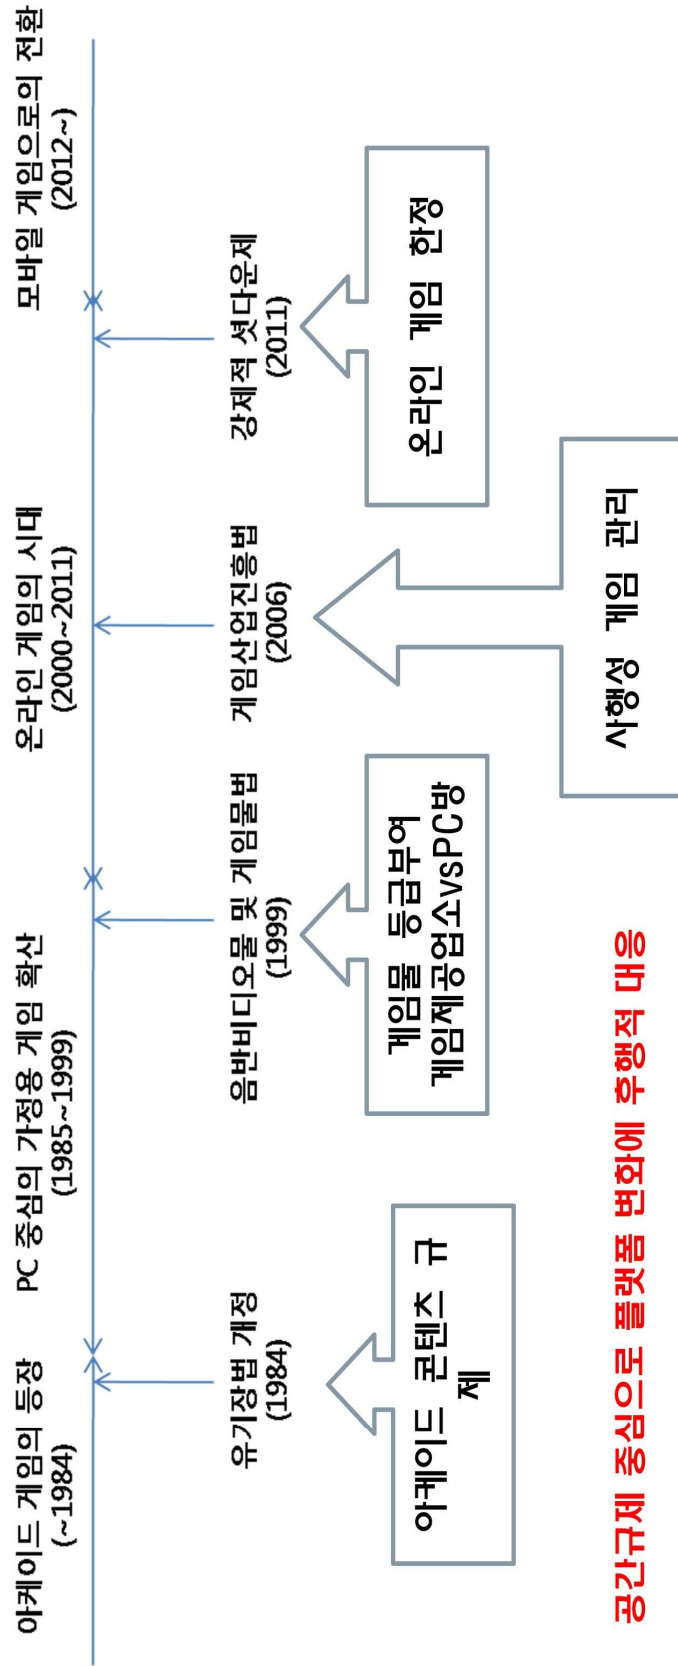 아케이드 게임의 등장
(~1984)
PC 중심의 가정용 게임 확산
(1985~1999)
온라인 게임의 시대
(2000~2011)
모바일 게임으로의 전환
(2012~)
유기장법 개정
(1984)
음반비디오물 및 게임물법
(1999)
게임산업진흥법
(2006)
강제적 셧다운제
(2011)
아케이드 콘텐츠 규
제
게임물 등급부여
게임제공업소vsPC방
사행성 게임 관리
온라인 게임 한정
공간규제 중심으로 플랫폼 변화에 후행적 대응